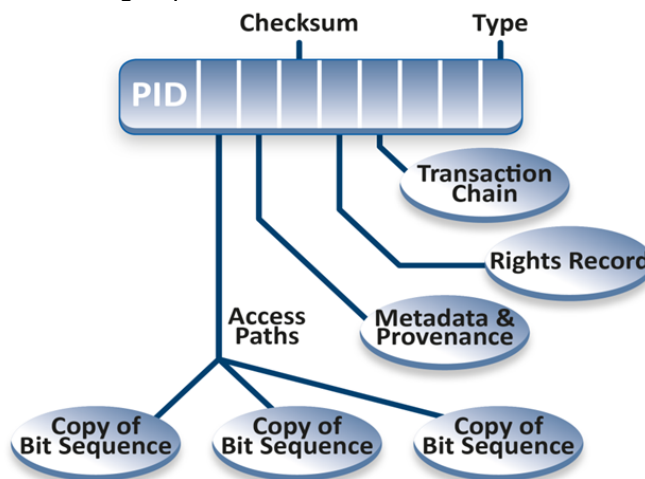 Checksum
Type
PID
Transaction
Chain
Rights Record
Access
Paths
Metadata &
Provenance
Copy of
Bit Sequence
Copy of
Bit Sequence
Copy of
Bit Sequence